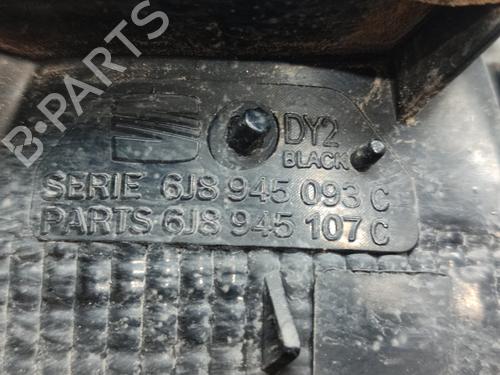 B-PARTS
DY2
BLACK
SERIE 6J8 945 093 C
PARTS 6J8 945 107 C